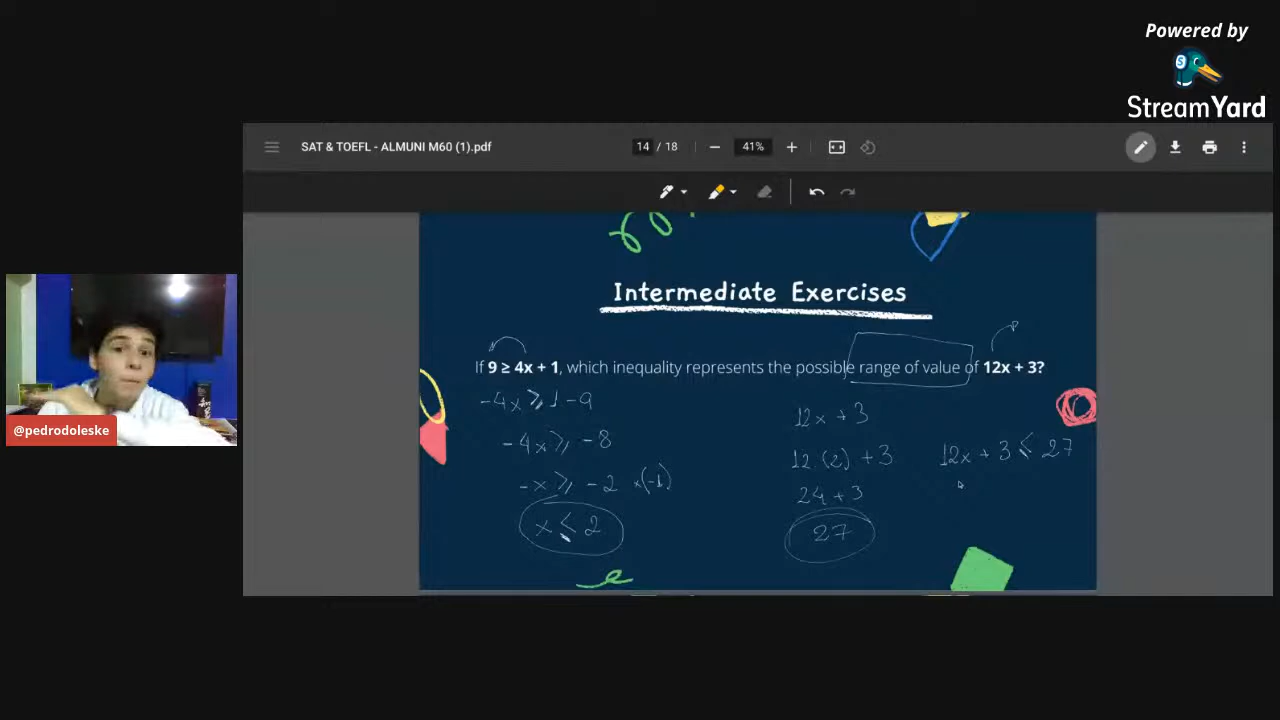 Powered by
StreamYard
SAT & TOEFL - ALMUNI M60 (1).pdf
14 / 18
41%
Intermediate Exercises
If 9 ≥ 4x + 1, which inequality represents the possible range of value of 12x + 3?
-4x ≥ 1 - 9
-4x ≥ -8
-x ≥ -2 x(-1)
x ≤ 2
12x + 3
12.(2) + 3
24 + 3
27
12x + 3 ≤ 27
@pedrodoleske